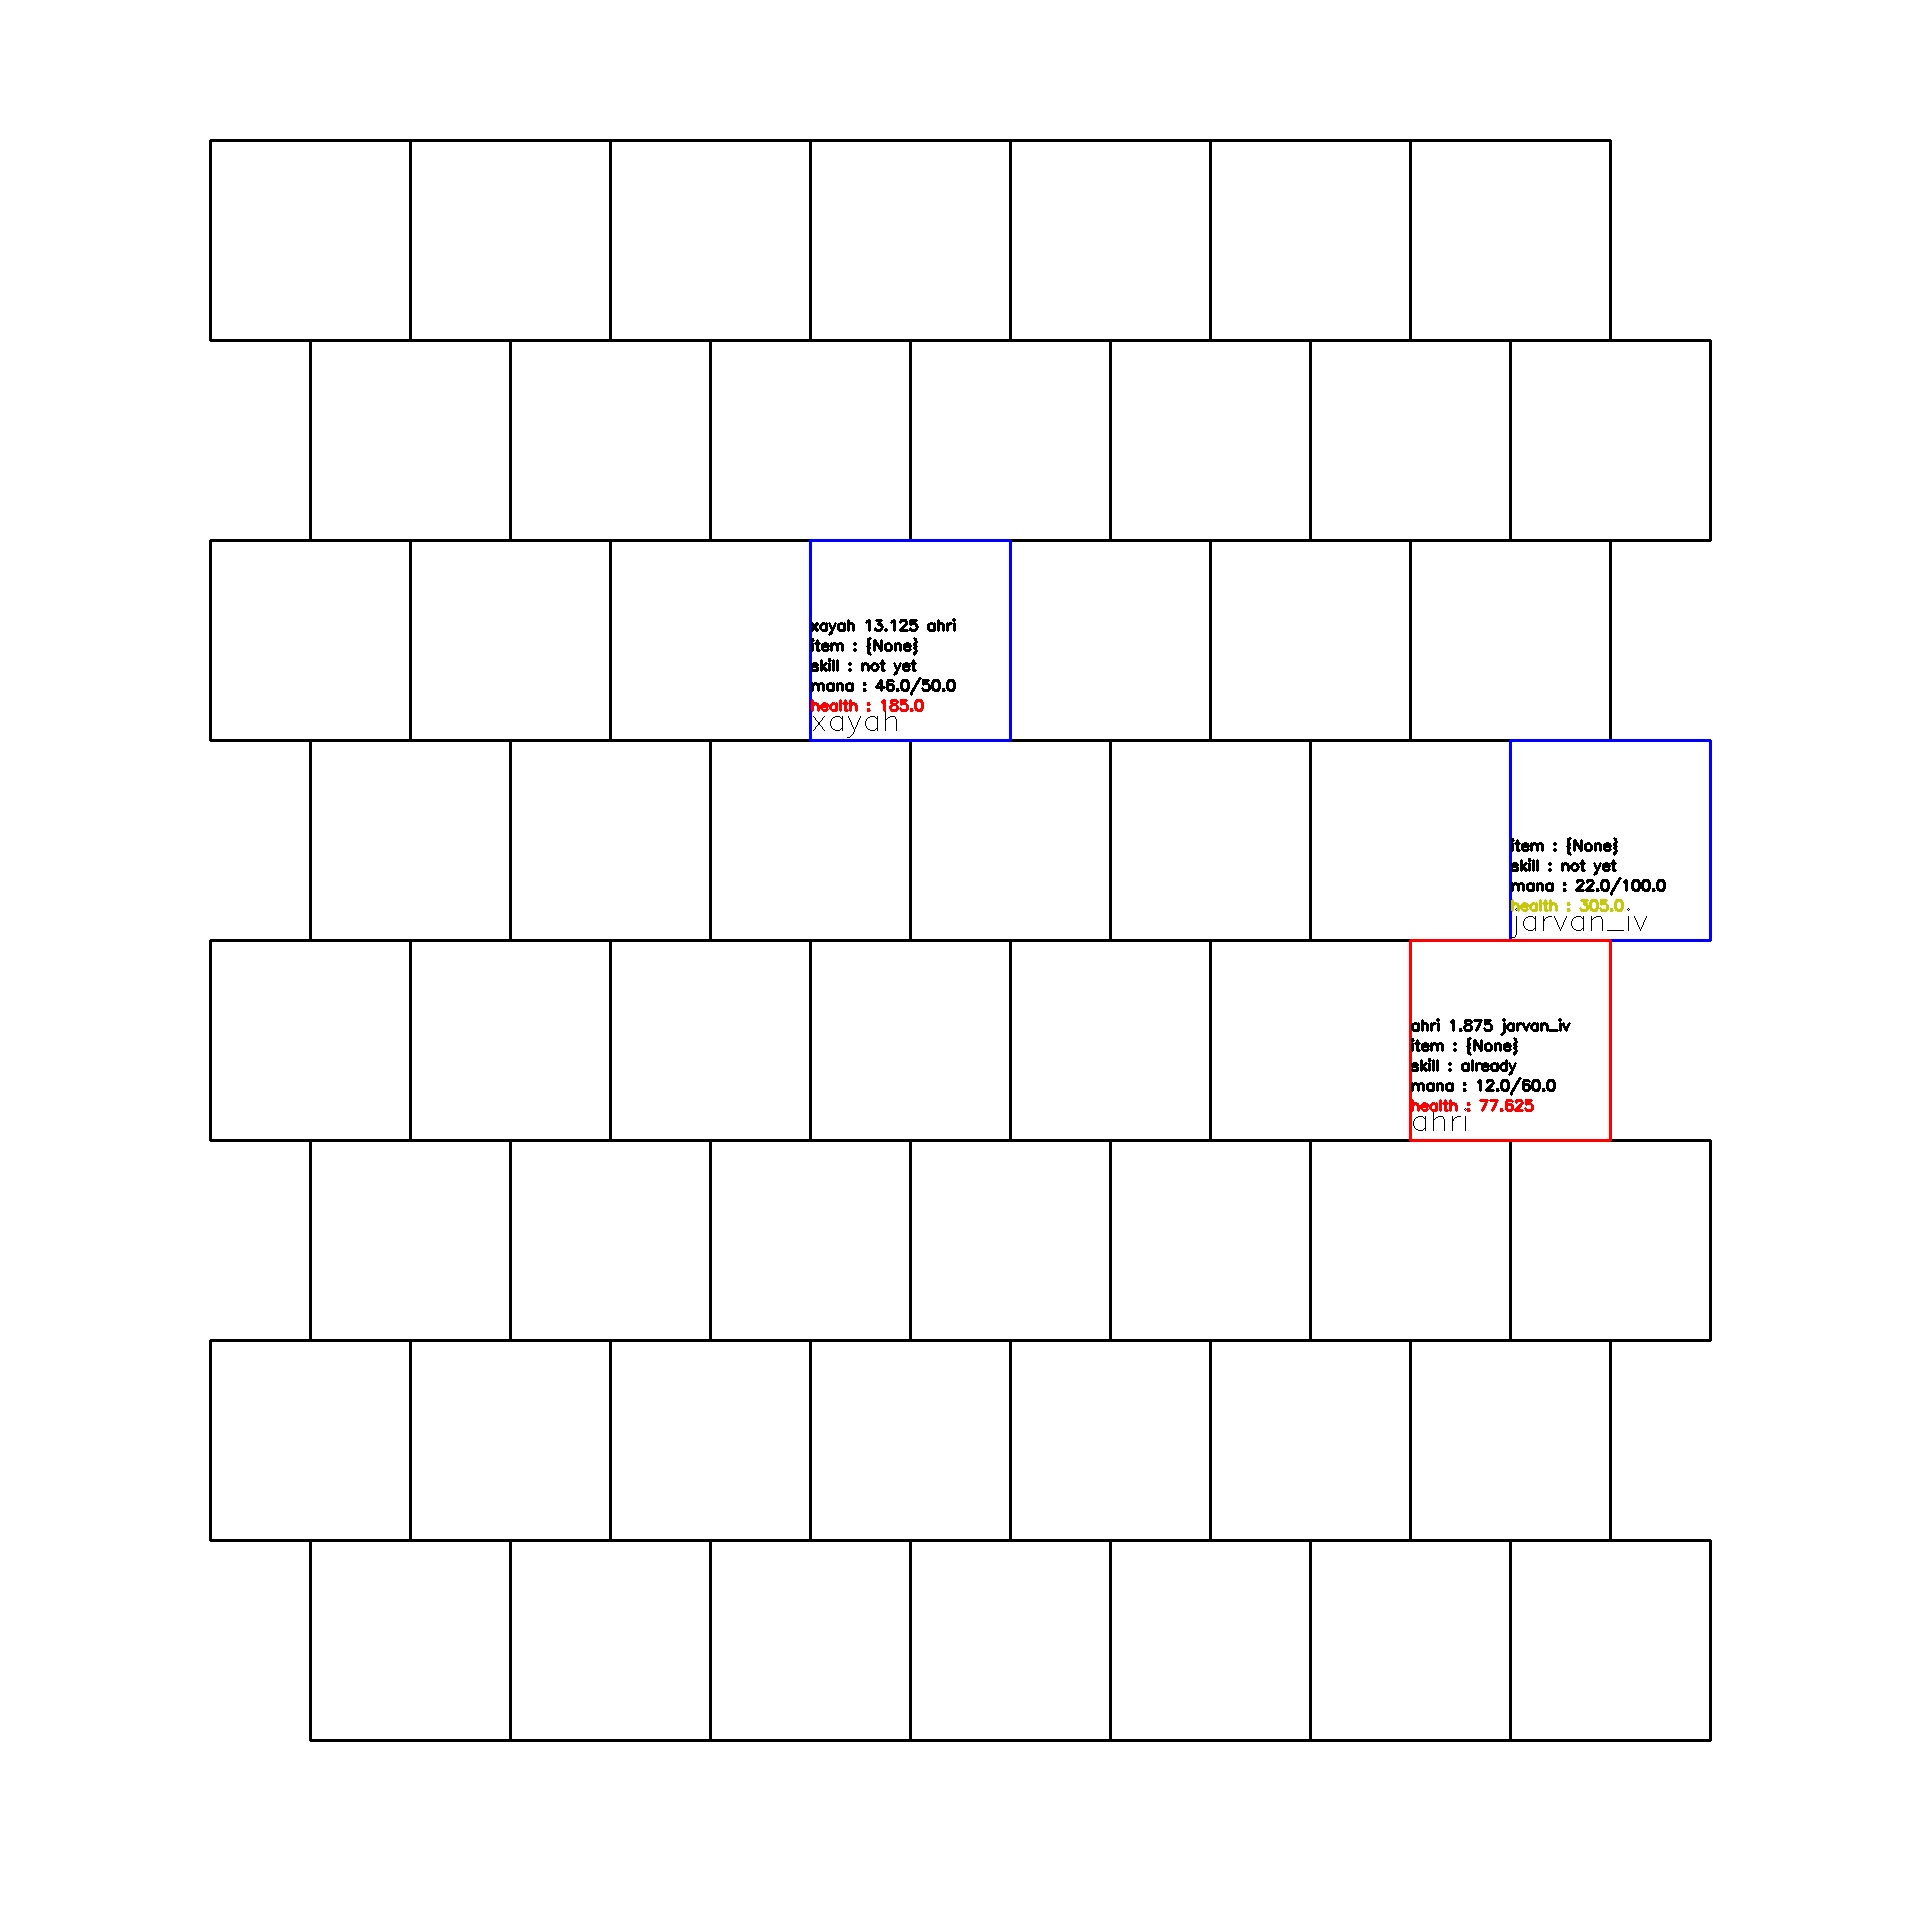 xayah 13.125 ahri
item : {None}
skill : not yet
mana : 46.0/50.0
health : 185.0
xayah
item : {None}
skill : not yet
mana : 22.0/100.0
health : 305.0
jarvan_iv
ahri 1.875 jarvan_iv
item : {None}
skill : already
mana : 12.0/60.0
health : 77.625
ahri